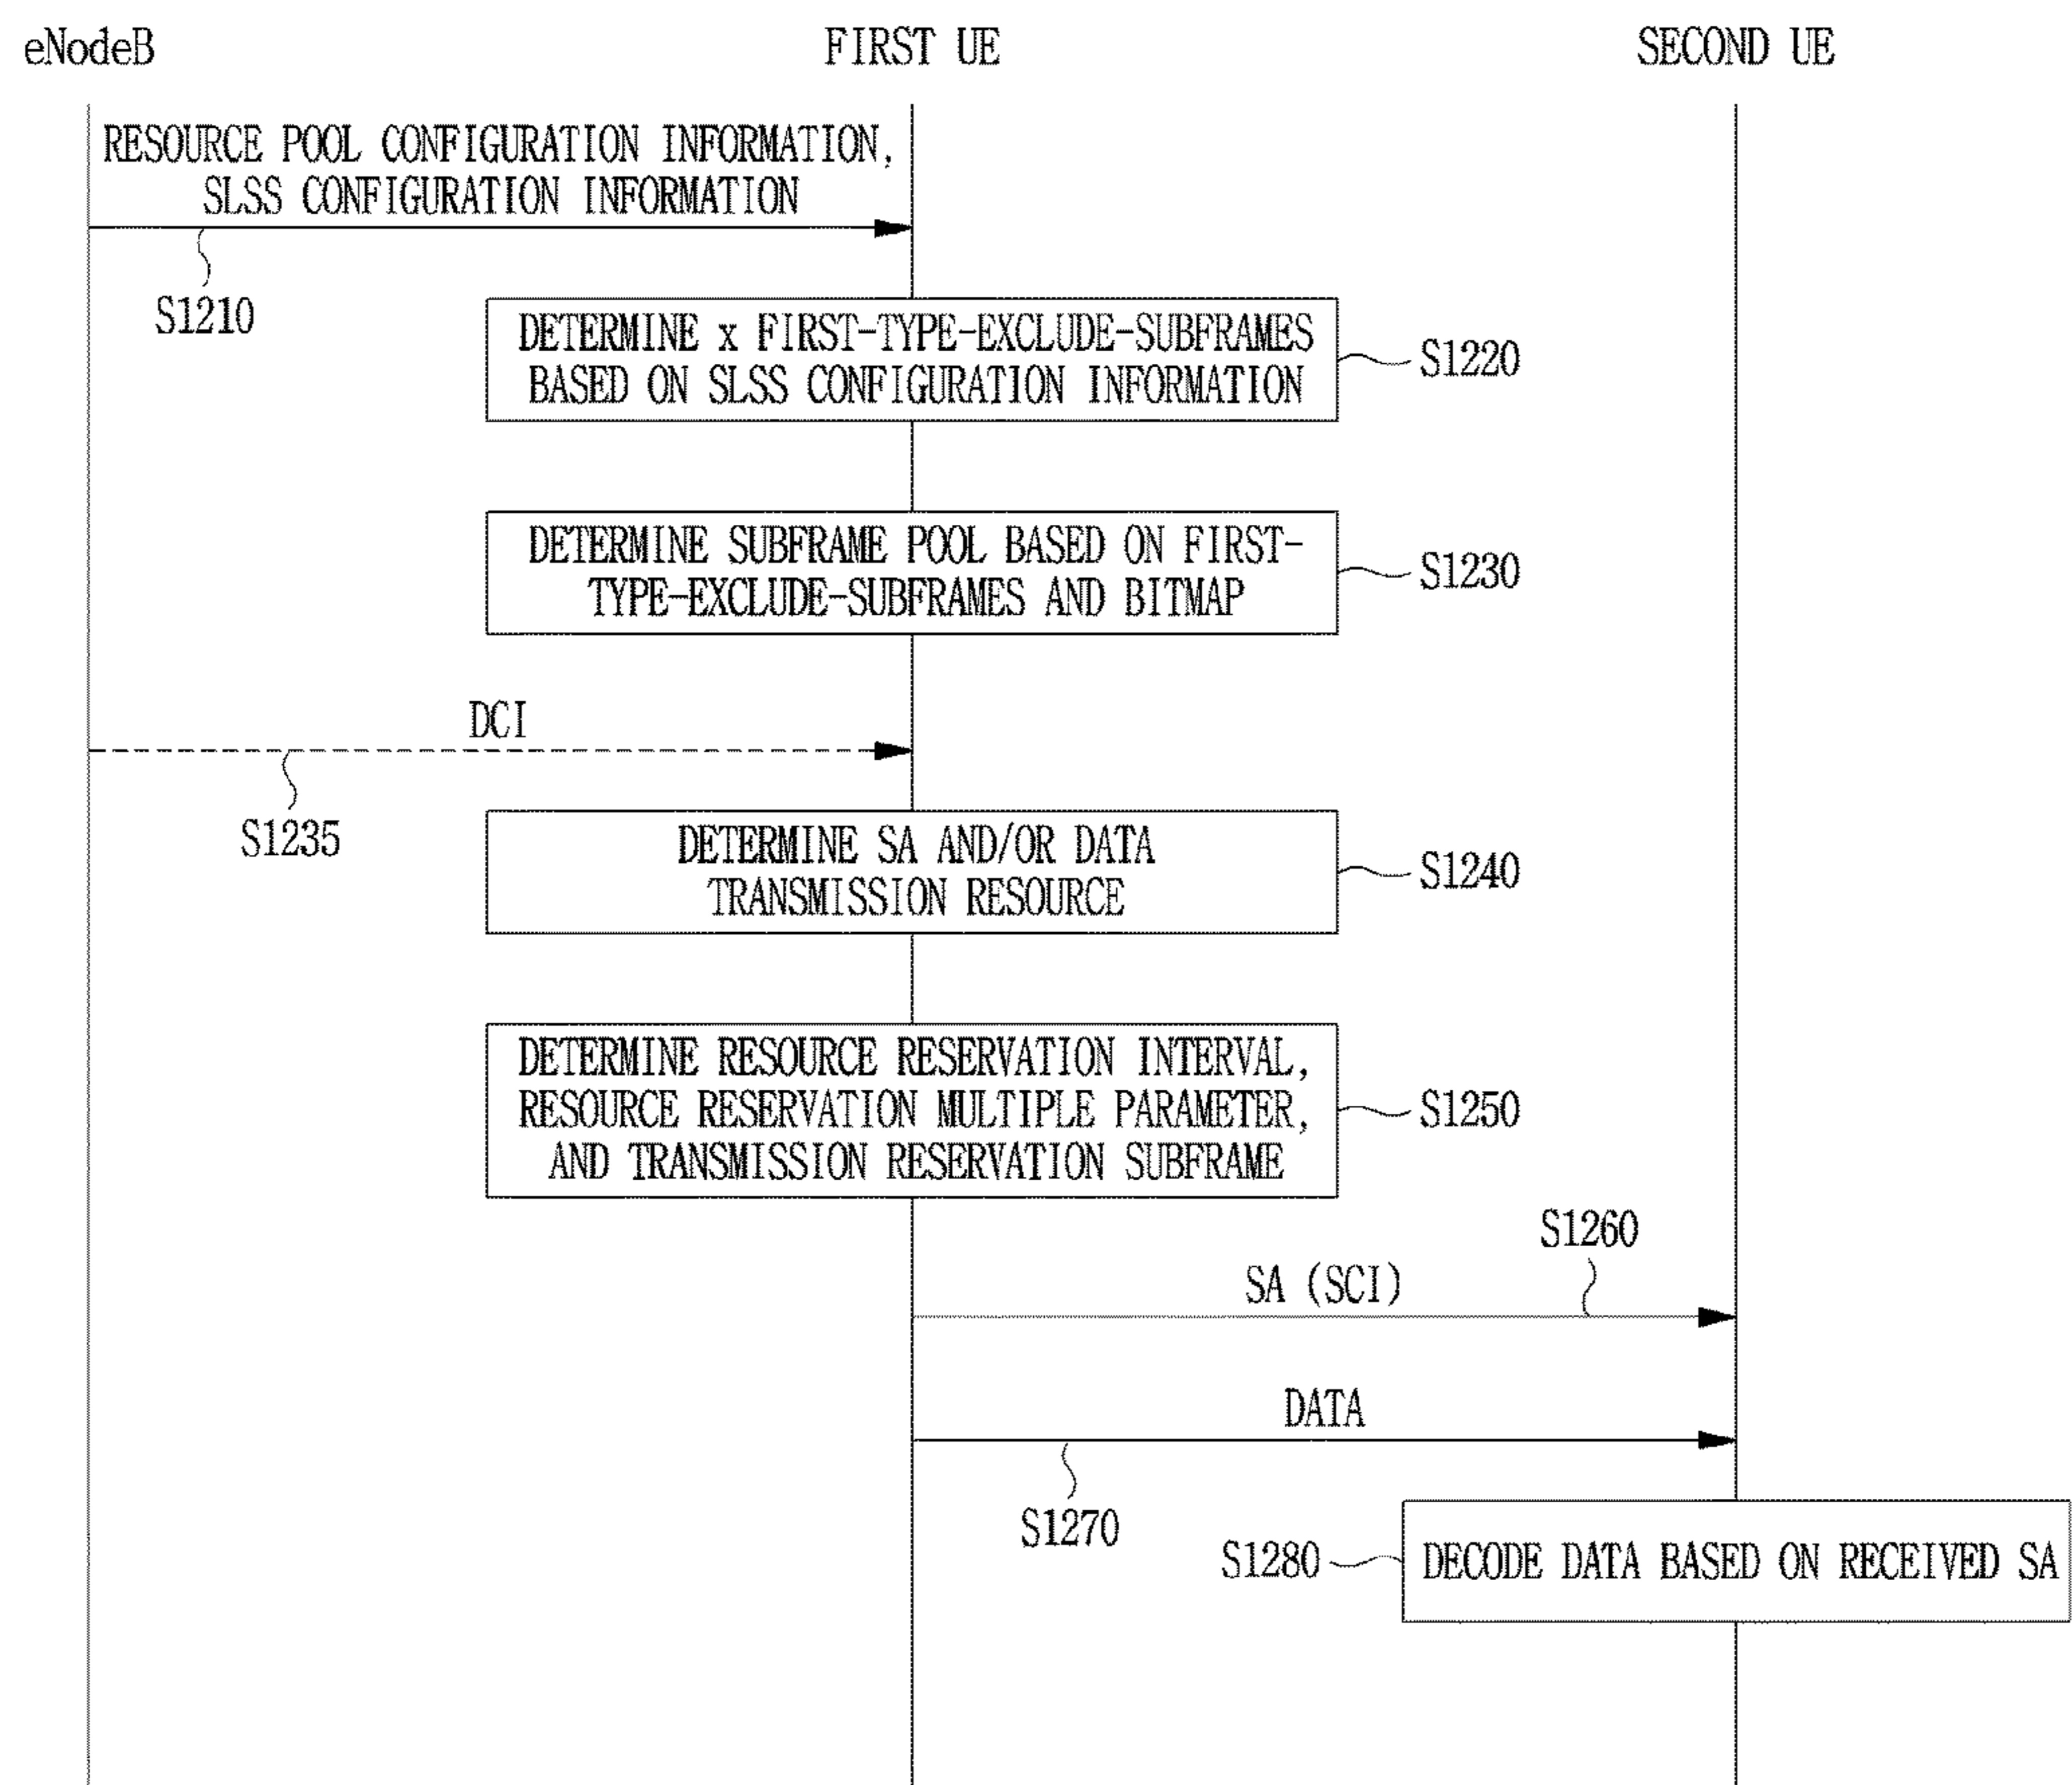 eNodeB
FIRST UE
SECOND UE
RESOURCE POOL CONFIGURATION INFORMATION,
SLSS CONFIGURATION INFORMATION
S1210
DETERMINE x FIRST-TYPE-EXCLUDE-SUBFRAMES
BASED ON SLSS CONFIGURATION INFORMATION
S1220
DETERMINE SUBFRAME POOL BASED ON FIRST-
TYPE-EXCLUDE-SUBFRAMES AND BITMAP
S1230
DCI
S1235
DETERMINE SA AND/OR DATA
TRANSMISSION RESOURCE
S1240
DETERMINE RESOURCE RESERVATION INTERVAL,
RESOURCE RESERVATION MULTIPLE PARAMETER,
AND TRANSMISSION RESERVATION SUBFRAME
S1250
S1260
SA (SCI)
DATA
S1270
S1280
DECODE DATA BASED ON RECEIVED SA